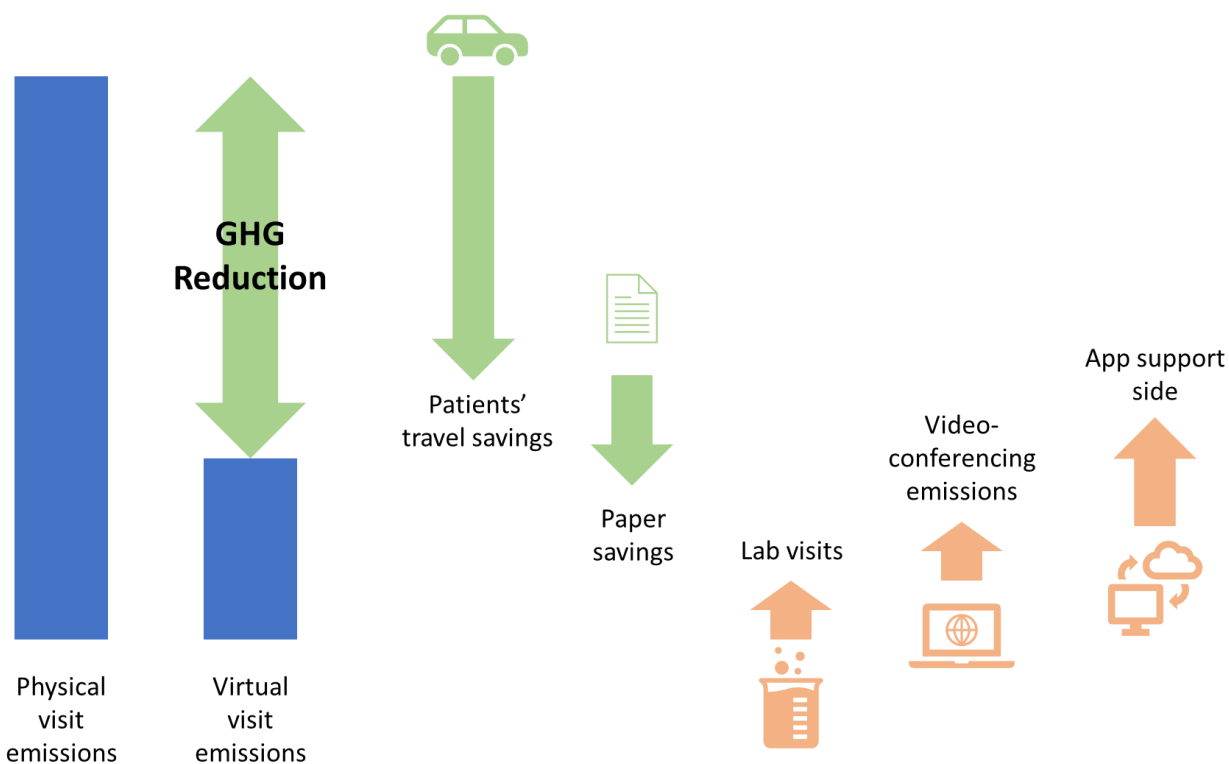 GHG
Reduction
Patients’
travel savings
Paper
savings
Lab visits
Video-
conferencing
emissions
App support
side
Physical
visit
emissions
Virtual
visit
emissions